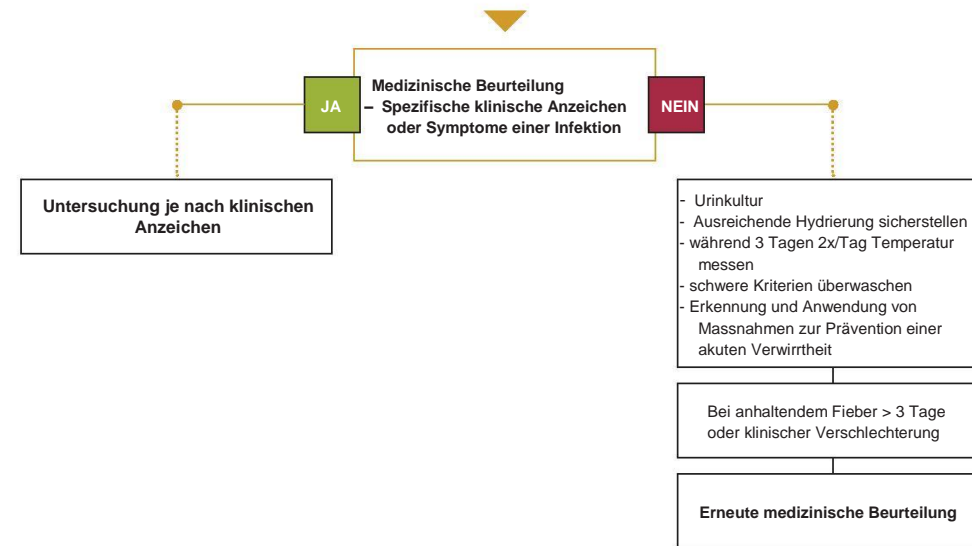 Medizinische Beurteilung
JA
– Spezifische klinische Anzeichen
NEIN
oder Symptome einer Infektion
Untersuchung je nach klinischen
Anzeichen
- Urinkultur
- Ausreichende Hydrierung sicherstellen
- während 3 Tagen 2x/Tag Temperatur
messen
- schwere Kriterien überwaschen
- Erkennung und Anwendung von
Massnahmen zur Prävention einer
akuten Verwirrtheit
Bei anhaltendem Fieber > 3 Tage
oder klinischer Verschlechterung
Erneute medizinische Beurteilung